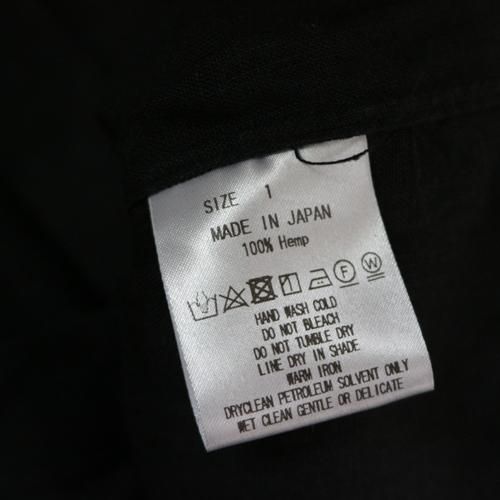 SIZE 1
MADE IN JAPAN
100% Hemp
F W
HAND WASH COLD
DO NOT BLEACH
DO NOT TUMBLE DRY
LINE DRY IN SHADE
WARM IRON
DRYCLEAN PETROLEUM SOLVENT ONLY
WET CLEAN GENTLE OR DELICATE